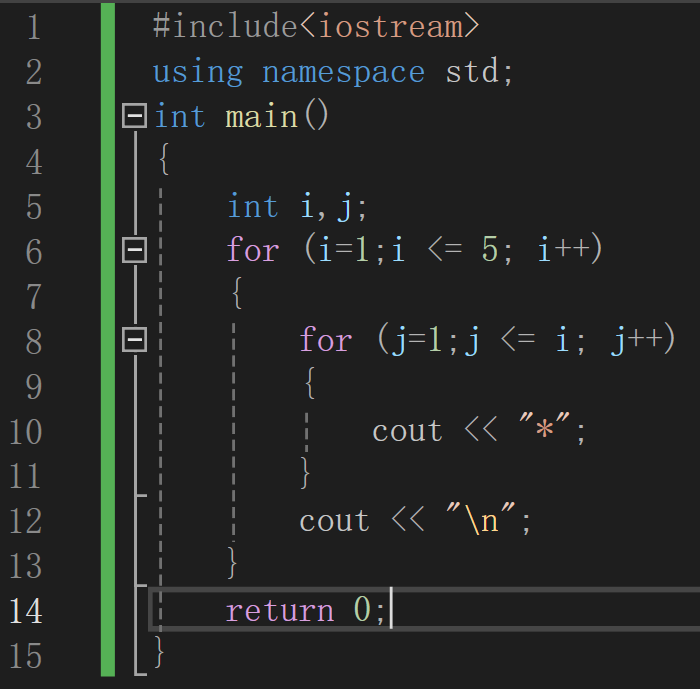 1 #include<iostream>
2 using namespace std;
3 int main()
4 {
5     int i,j;
6     for (i=1;i <= 5; i++)
7     {
8         for (j=1;j <= i; j++)
9         {
10             cout << "*";
11         }
12         cout << "\n";
13     }
14     return 0;
15 }